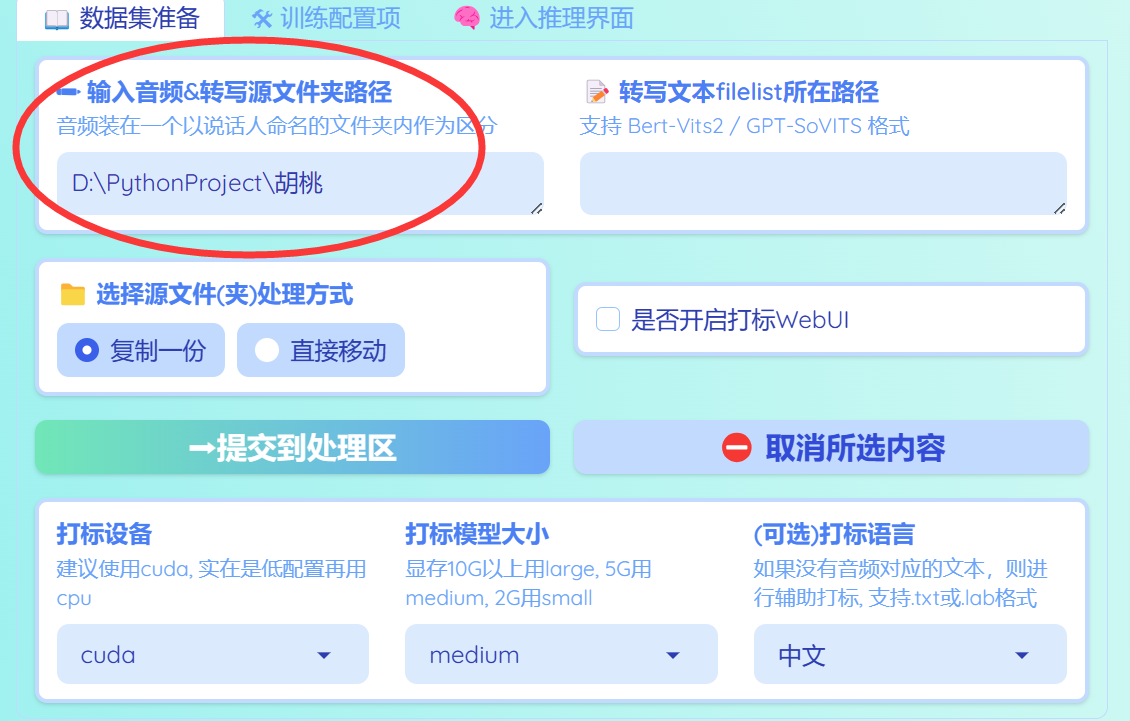 数据集准备
训练配置项
进入推理界面
输入音频&转写源文件夹路径
音频装在一个以说话人命名的文件夹内作为区分
D:\PythonProject\胡桃
转写文本filelist所在路径
支持 Bert-Vits2 / GPT-SoVITS 格式
选择源文件(夹)处理方式
复制一份
直接移动
是否开启打标WebUI
➡提交到处理区
取消所选内容
打标设备
建议使用cuda, 实在是低配置再用
cpu
cuda
打标模型大小
显存10G以上用large, 5G用
medium, 2G用small
medium
(可选)打标语言
如果没有音频对应的文本，则进
行辅助打标, 支持.txt或.lab格式
中文